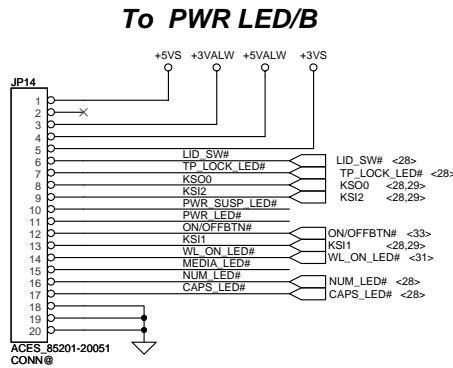 To PWR LED/B
+5VS +3VALW +5VALW +3VS
JP14
1
2
3
4
5
6 LID_SW# LID_SW# <28>
7 TP_LOCK_LED# TP_LOCK_LED# <28>
8 KSO0 KSO0 <28,29>
9 KSI2 KSI2 <28,29>
10 PWR_SUSP_LED#
11 PWR_LED#
12 ON/OFFBTN# ON/OFFBTN# <33>
13 KSI1 KSI1 <28,29>
14 WL_ON_LED# WL_ON_LED# <31>
15 MEDIA_LED#
16 NUM_LED# NUM_LED# <28>
17 CAPS_LED# CAPS_LED# <28>
18
19
20
ACES_85201-20051
CONN@